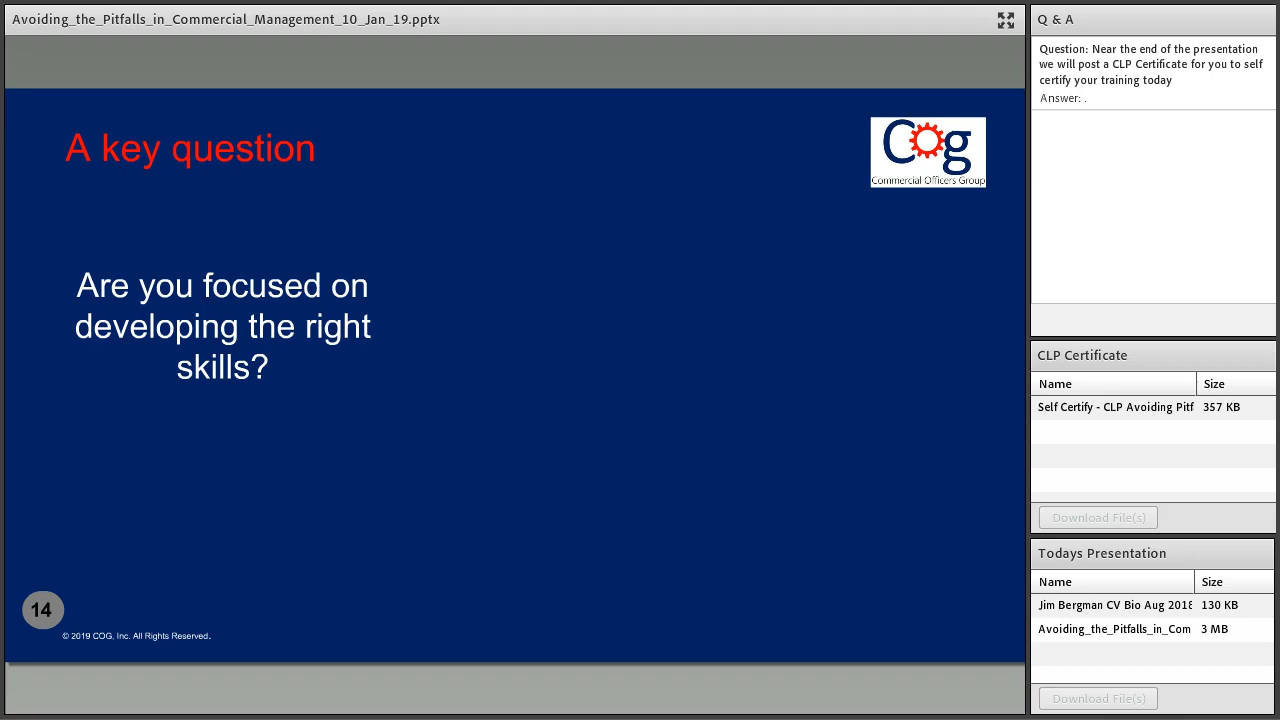 Avoiding_the_Pitfalls_in_Commercial_Management_10_Jan_19.pptx
A key question
Cog
Commercial Officers Group
Are you focused on
developing the right
skills?
14
© 2019 COG, Inc. All Rights Reserved.
Q & A
Question: Near the end of the presentation
we will post a CLP Certificate for you to self
certify your training today
Answer: .
CLP Certificate
Name Size
Self Certify - CLP Avoiding Pitf 357 KB
Download File(s)
Todays Presentation
Name Size
Jim Bergman CV Bio Aug 2018 130 KB
Avoiding_the_Pitfalls_in_Com 3 MB
Download File(s)